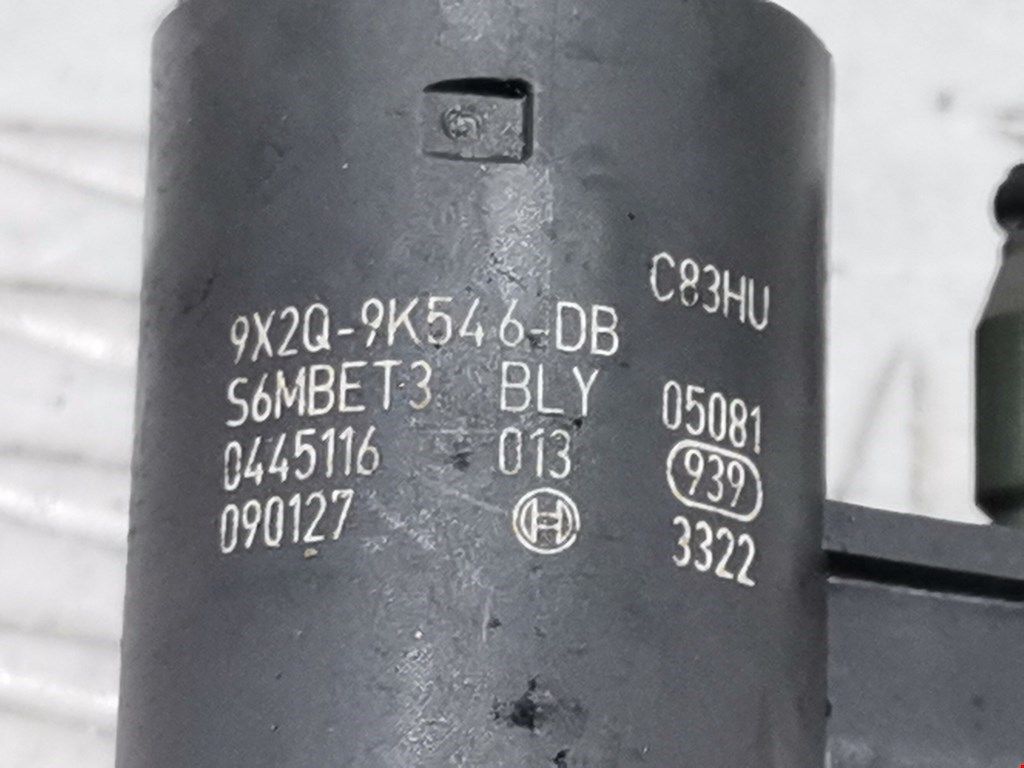 C83HU
9X2Q-9K546-DB
S6MBET3 BLY 05081
0445116 013 939
090127 3322